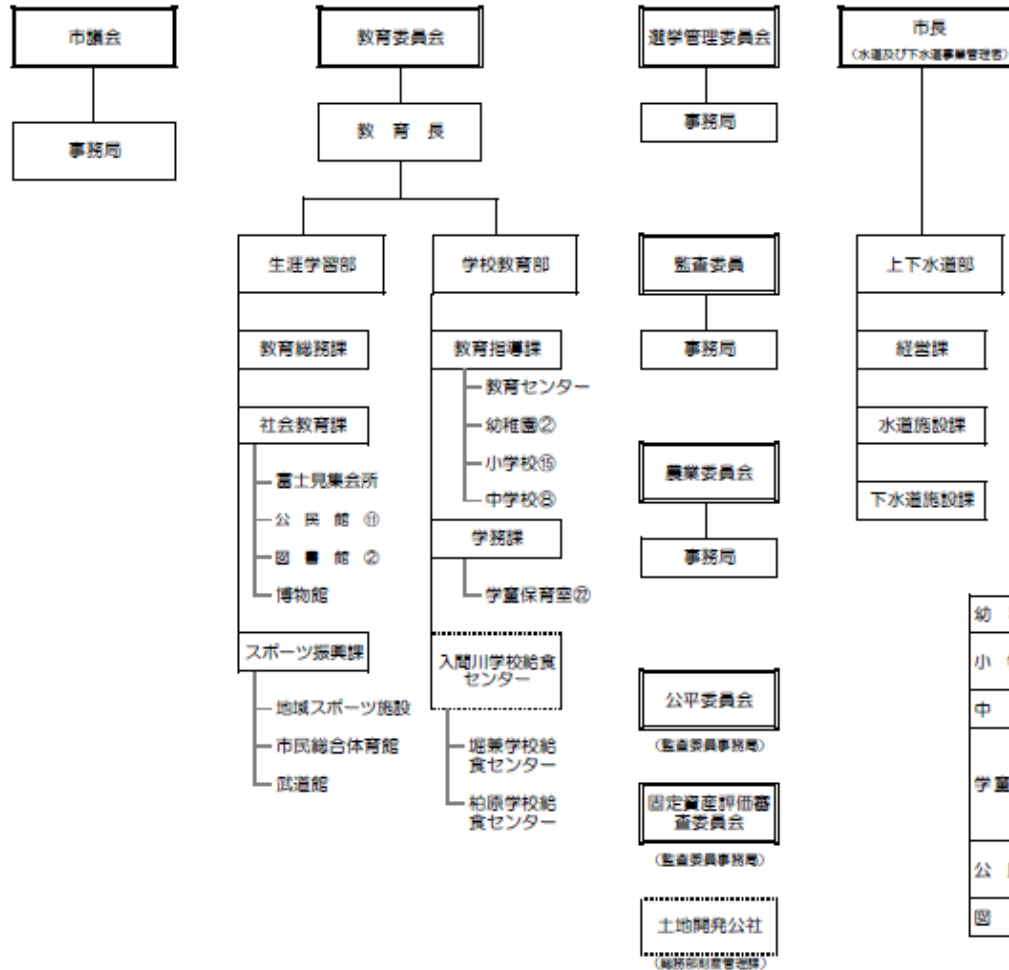 市議会
事務局
教育委員会
教 育 長
生涯学習部
教育総務課
社会教育課
富士見集会所
公 民 館 ⑪
図 書 館 ②
博物館
スポーツ振興課
地域スポーツ施設
市民総合体育館
武道館
学校教育部
教育指導課
教育センター
幼稚園②
小学校⑮
中学校⑧
学務課
学童保育室㉒
入間川学校給食
センター
堀兼学校給
食センター
柏原学校給
食センター
選挙管理委員会
事務局
監査委員
事務局
農業委員会
事務局
公平委員会
（監査委員事務局）
固定資産評価審
査委員会
（監査委員事務局）
土地開発公社
（総務部財産管理課）
市長
（水道及び下水道事業管理者）
上下水道部
経営課
水道施設課
下水道施設課
幼
小
中
学童
公
図